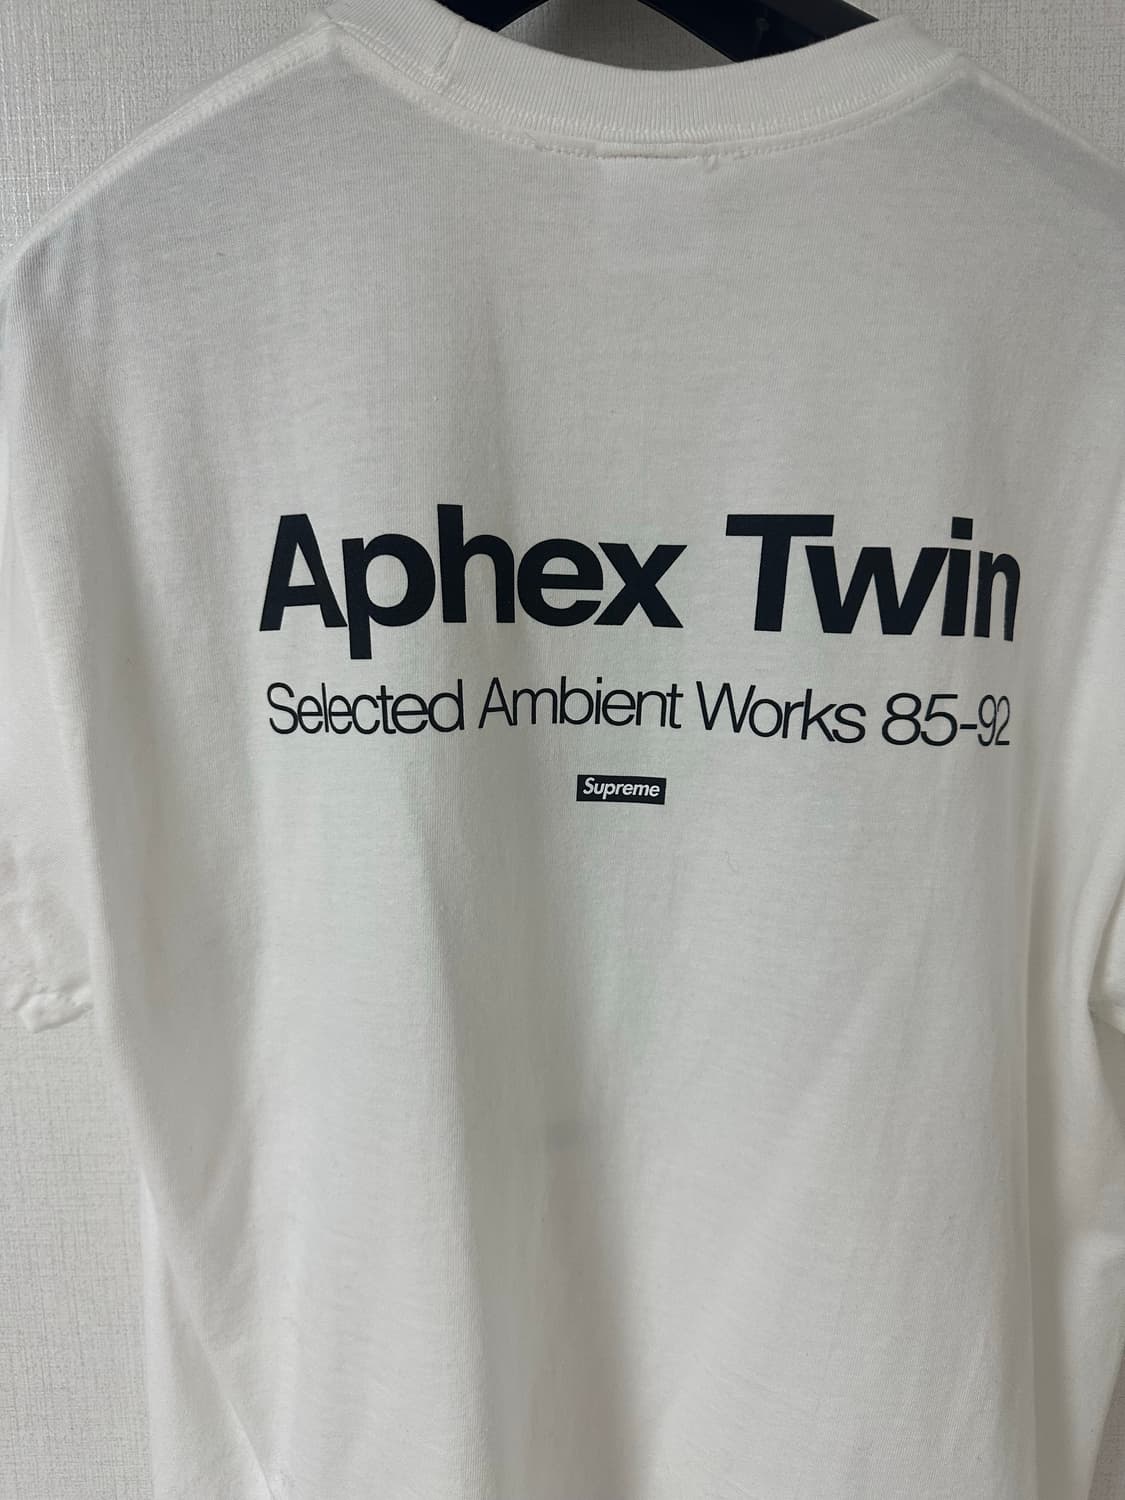 Aphex Twin
Selected Ambient Works 85-92
Supreme